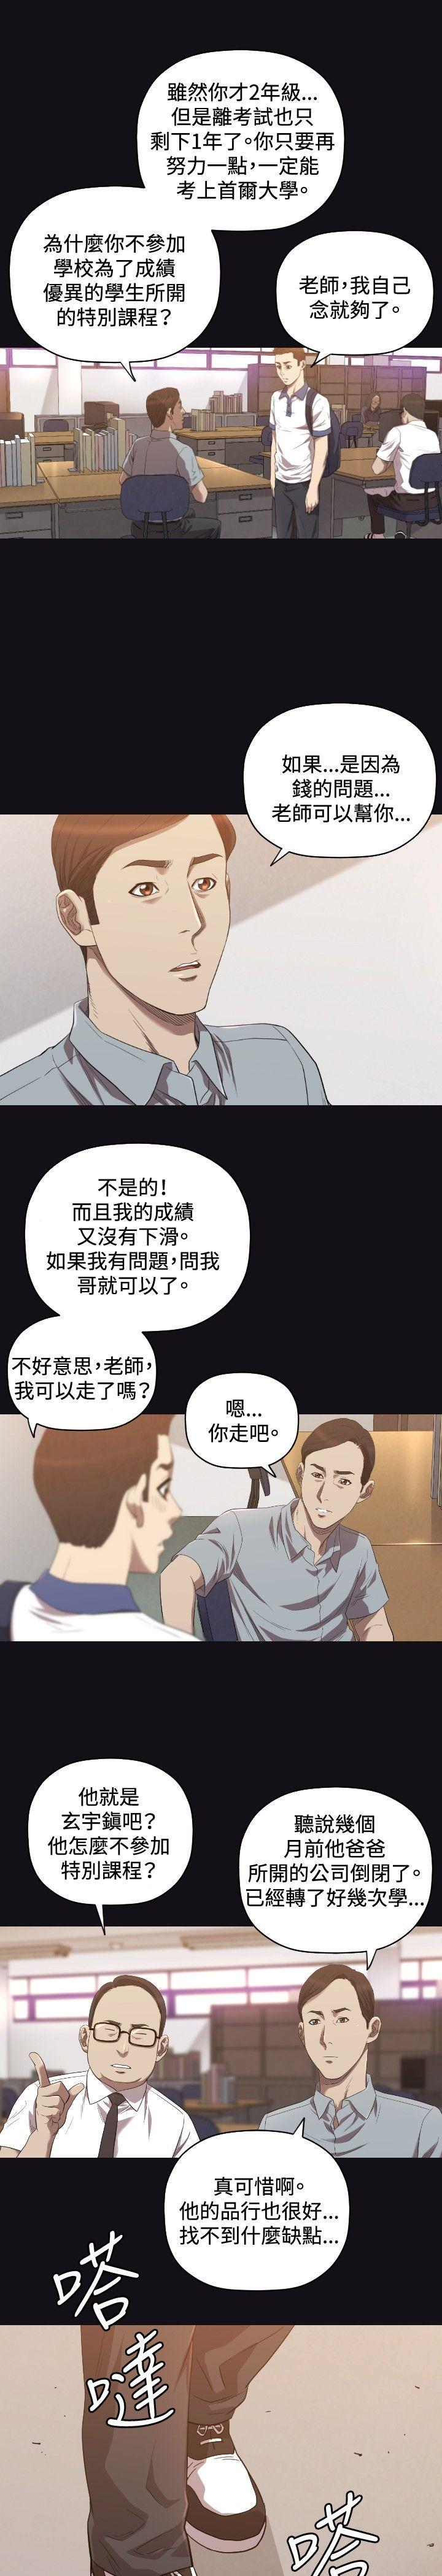 雖然你才2年級...
但是離考試也只
剩下1年了。你只要再
努力一點，一定能
考上首爾大學。
為什麼你不參加
學校為了成績
優異的學生所開
的特別課程？
老師，我自己
念就夠了。
如果...是因為
錢的問題...
老師可以幫你...
不是的！
而且我的成績
又沒有下滑。
如果我有問題，問我
哥就可以了。
不好意思，老師，
我可以走了嗎？
嗯...
你走吧。
他就是
玄宇鎭吧？
他怎麼不參加
特別課程？
聽說幾個
月前他爸爸
所開的公司倒閉了。
已經轉了好幾次學...
真可惜啊。
他的品行也很好...
找不到什麼缺點...
嗒
噠
嗒